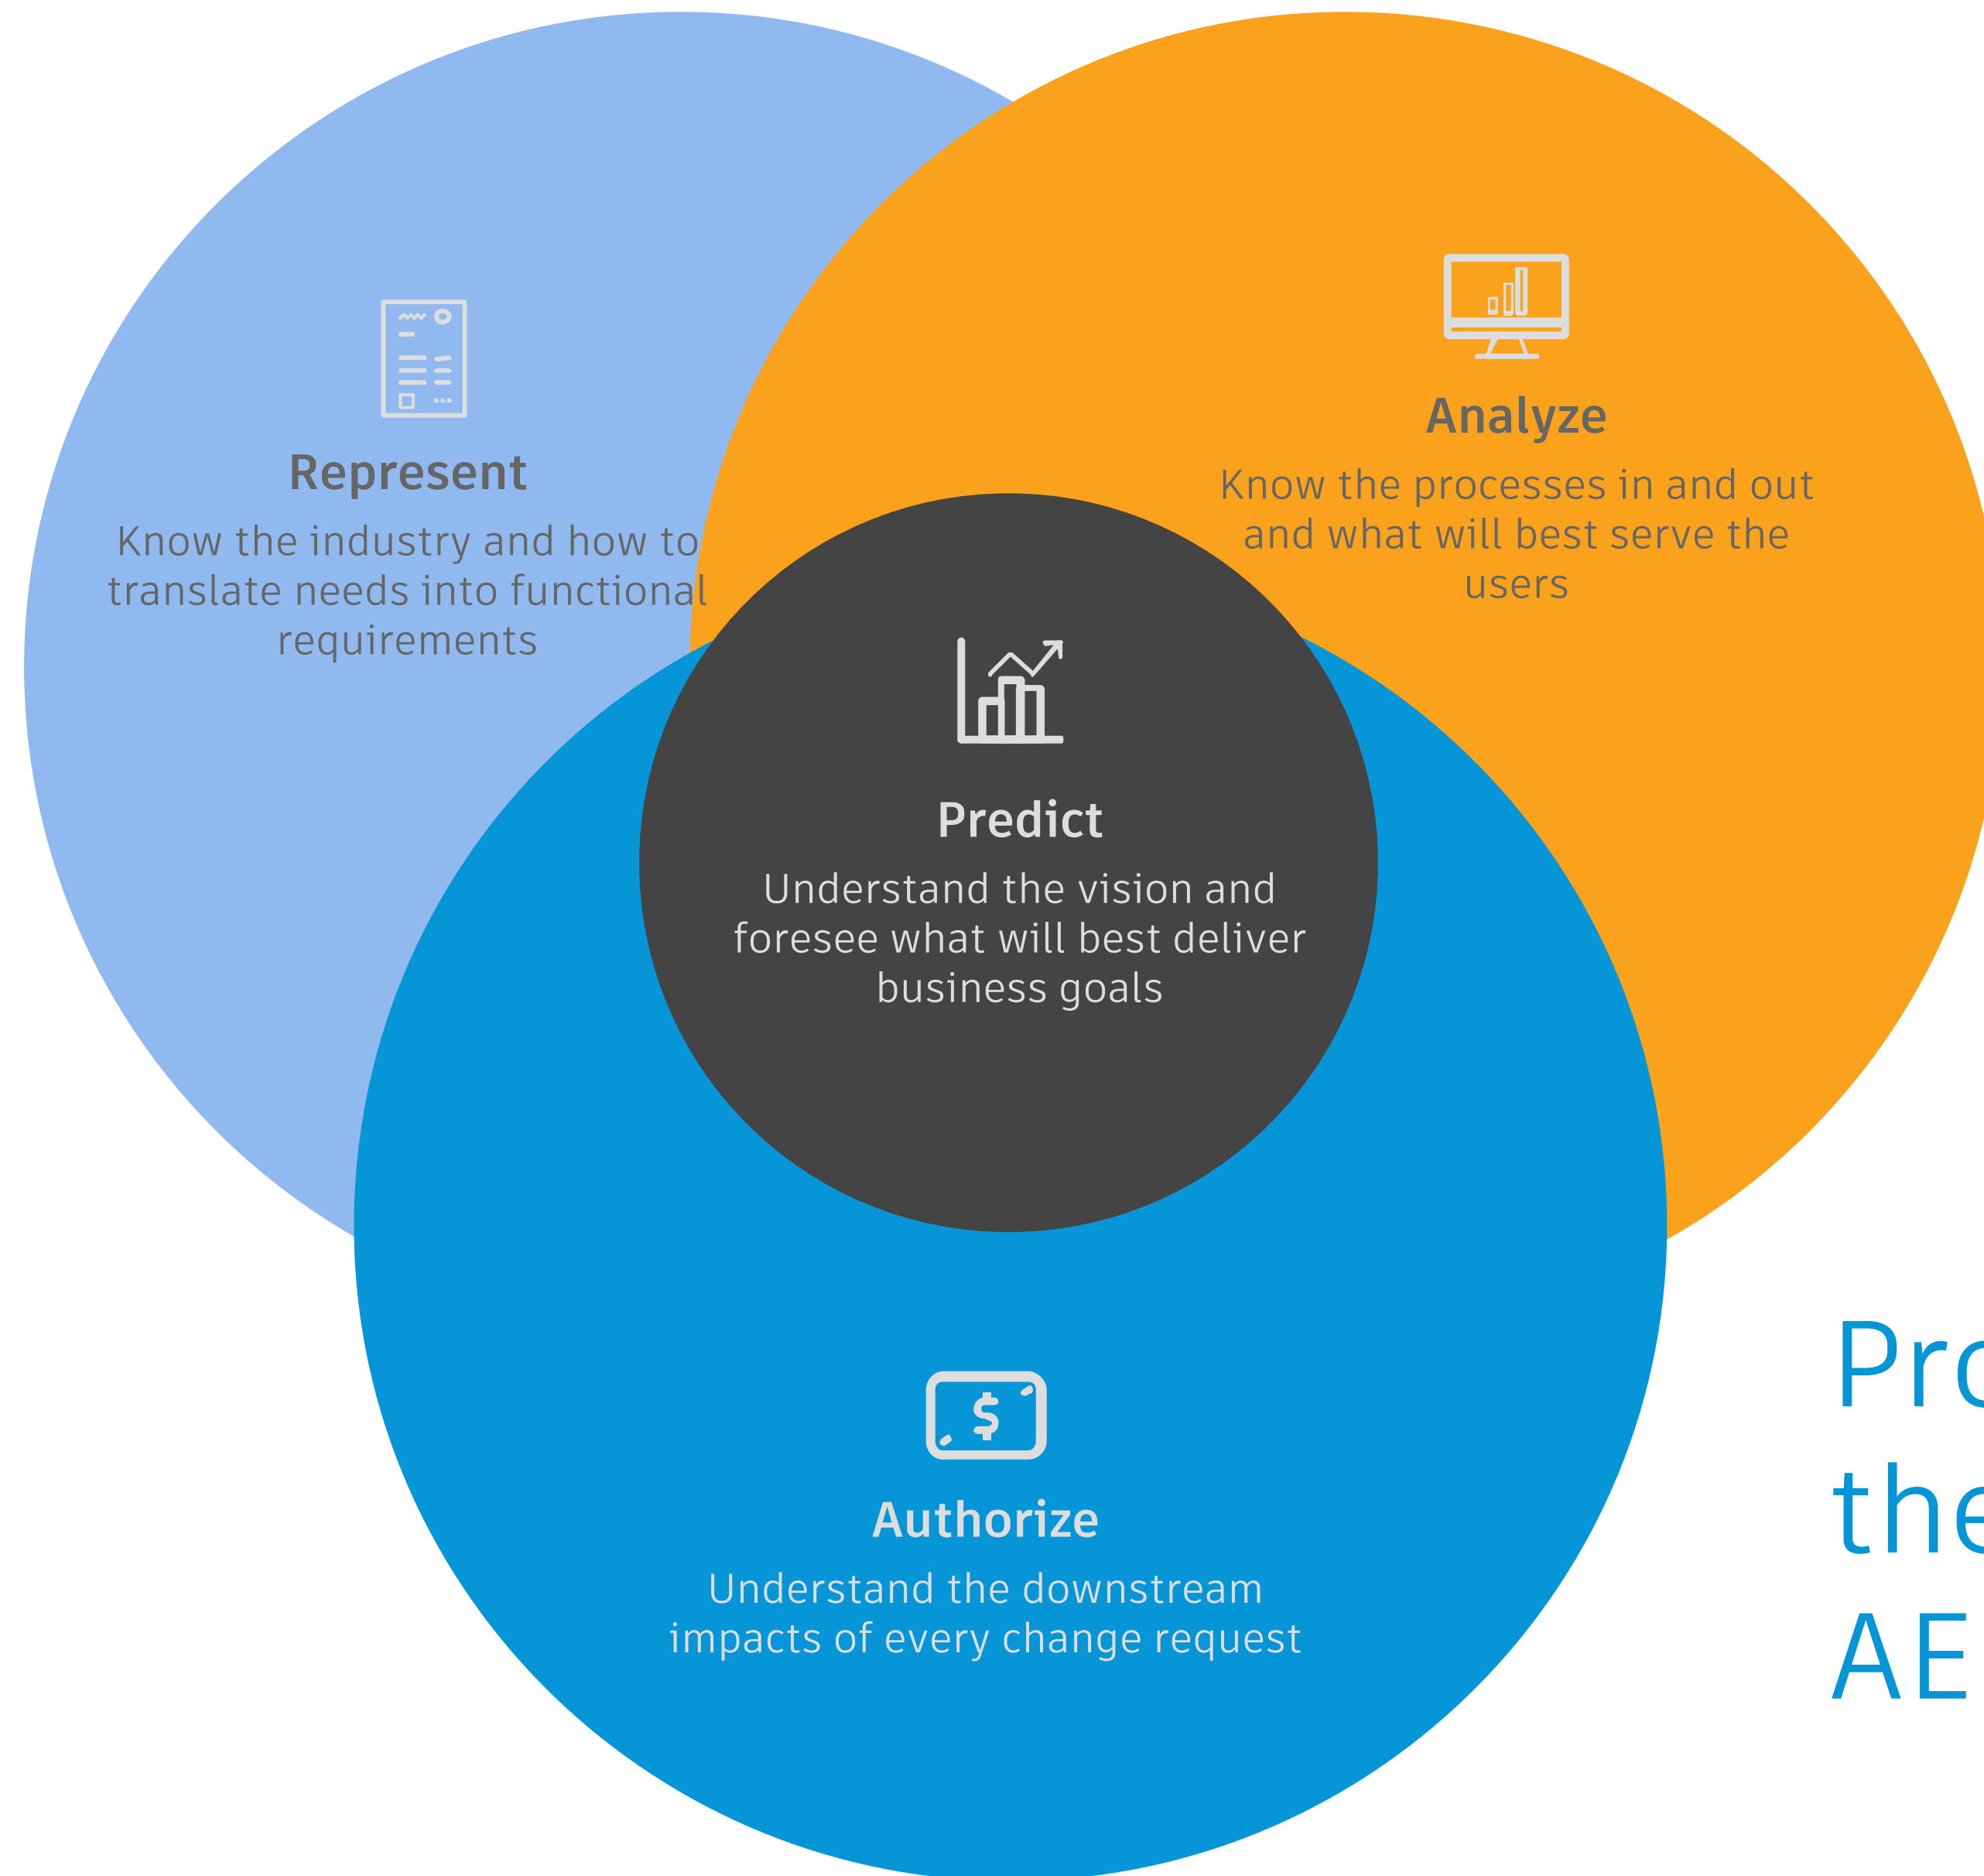 Represent
Know the industry and how to
translate needs into functional
requirements
Analyze
Know the processes in and out
and what will best serve the
users
Predict
Understand the vision and
foresee what will best deliver
business goals
Authorize
Understand the downstream
impacts of every change request